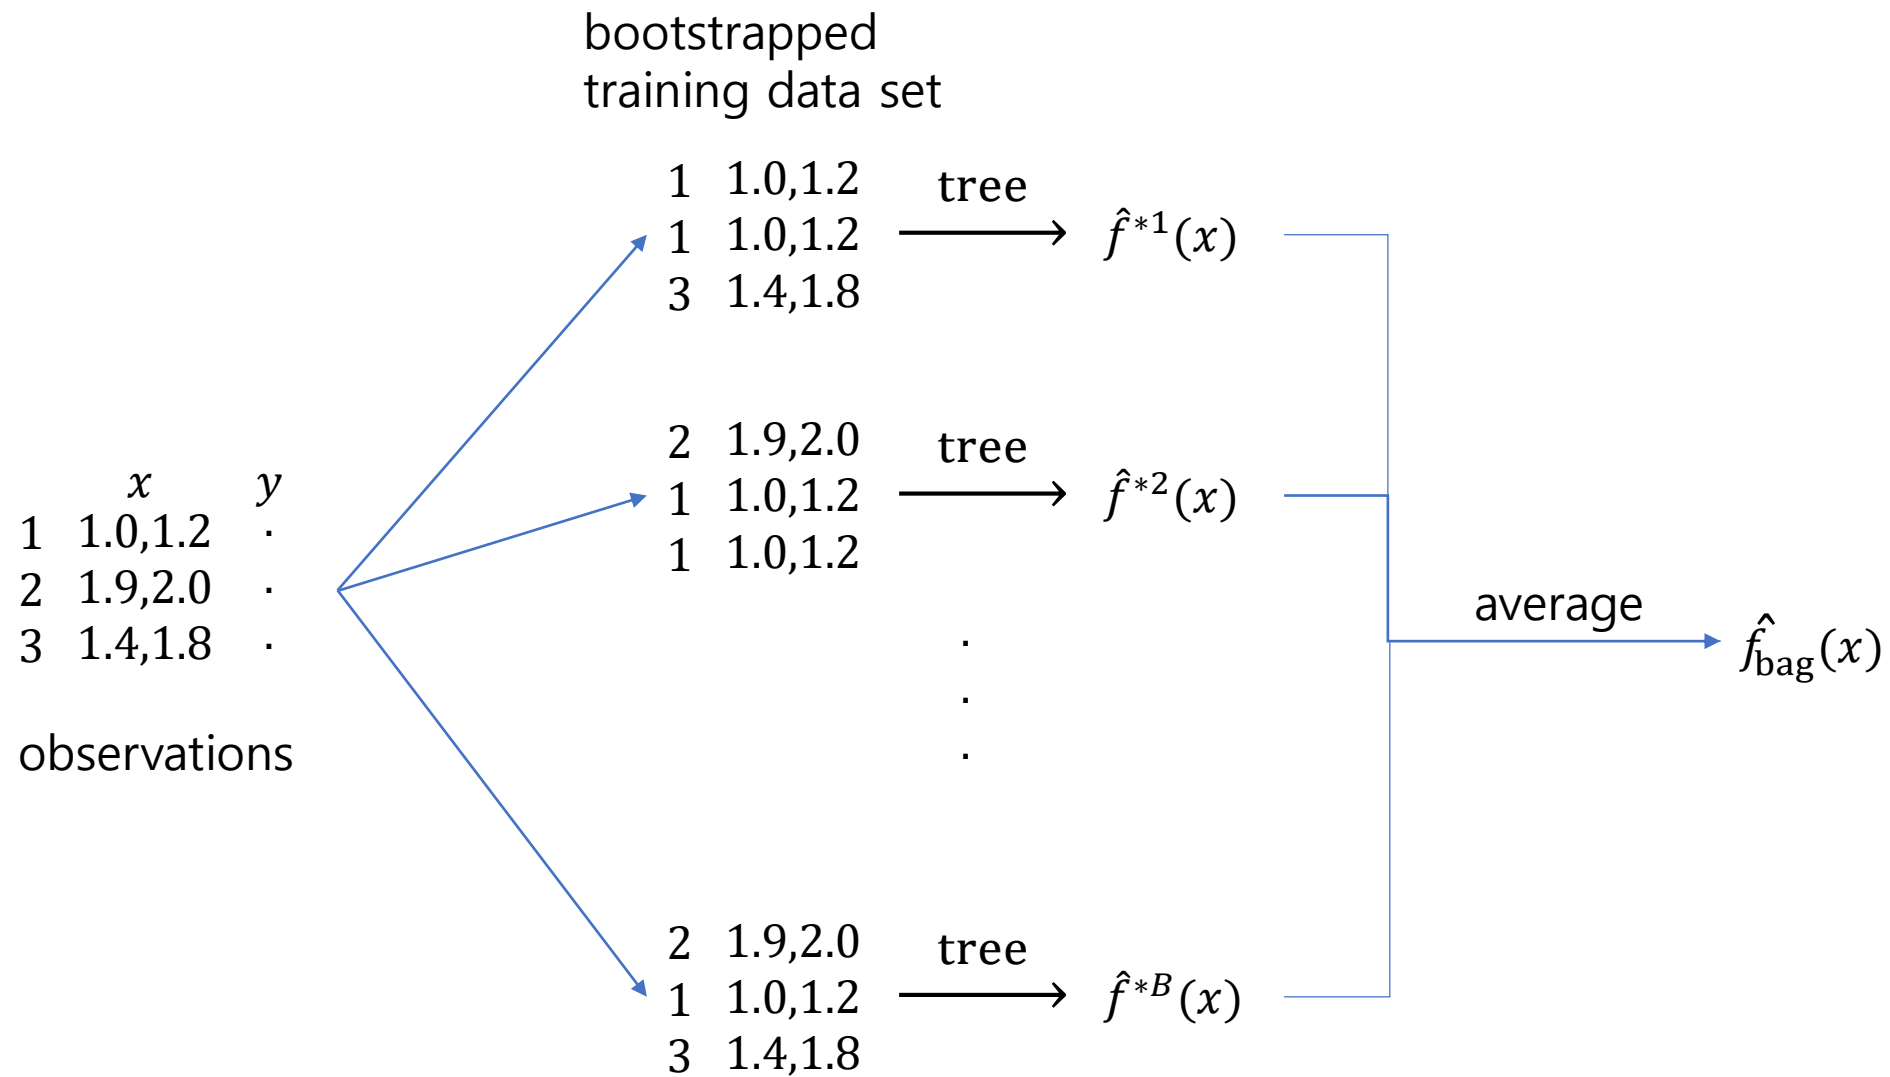 bootstrapped
training data set
1 1.0,1.2
1 1.0,1.2
3 1.4,1.8
tree
f̂*¹(x)
2 1.9,2.0
1 1.0,1.2
1 1.0,1.2
tree
f̂*²(x)
x y
1 1.0,1.2 .
2 1.9,2.0 .
3 1.4,1.8 .
observations
.
.
.
average
f̂bag(x)
2 1.9,2.0
1 1.0,1.2
3 1.4,1.8
tree
f̂*ᴮ(x)